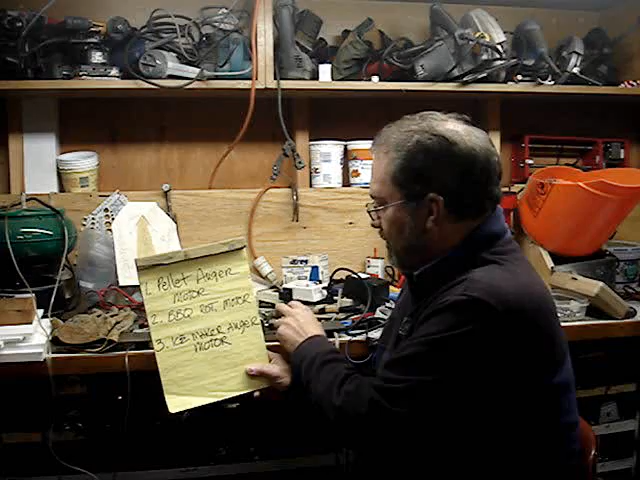 1. Pellet Auger
MOTOR
2. BBQ ROT. MOTOR
3. ICE MAKER AUGER
MOTOR